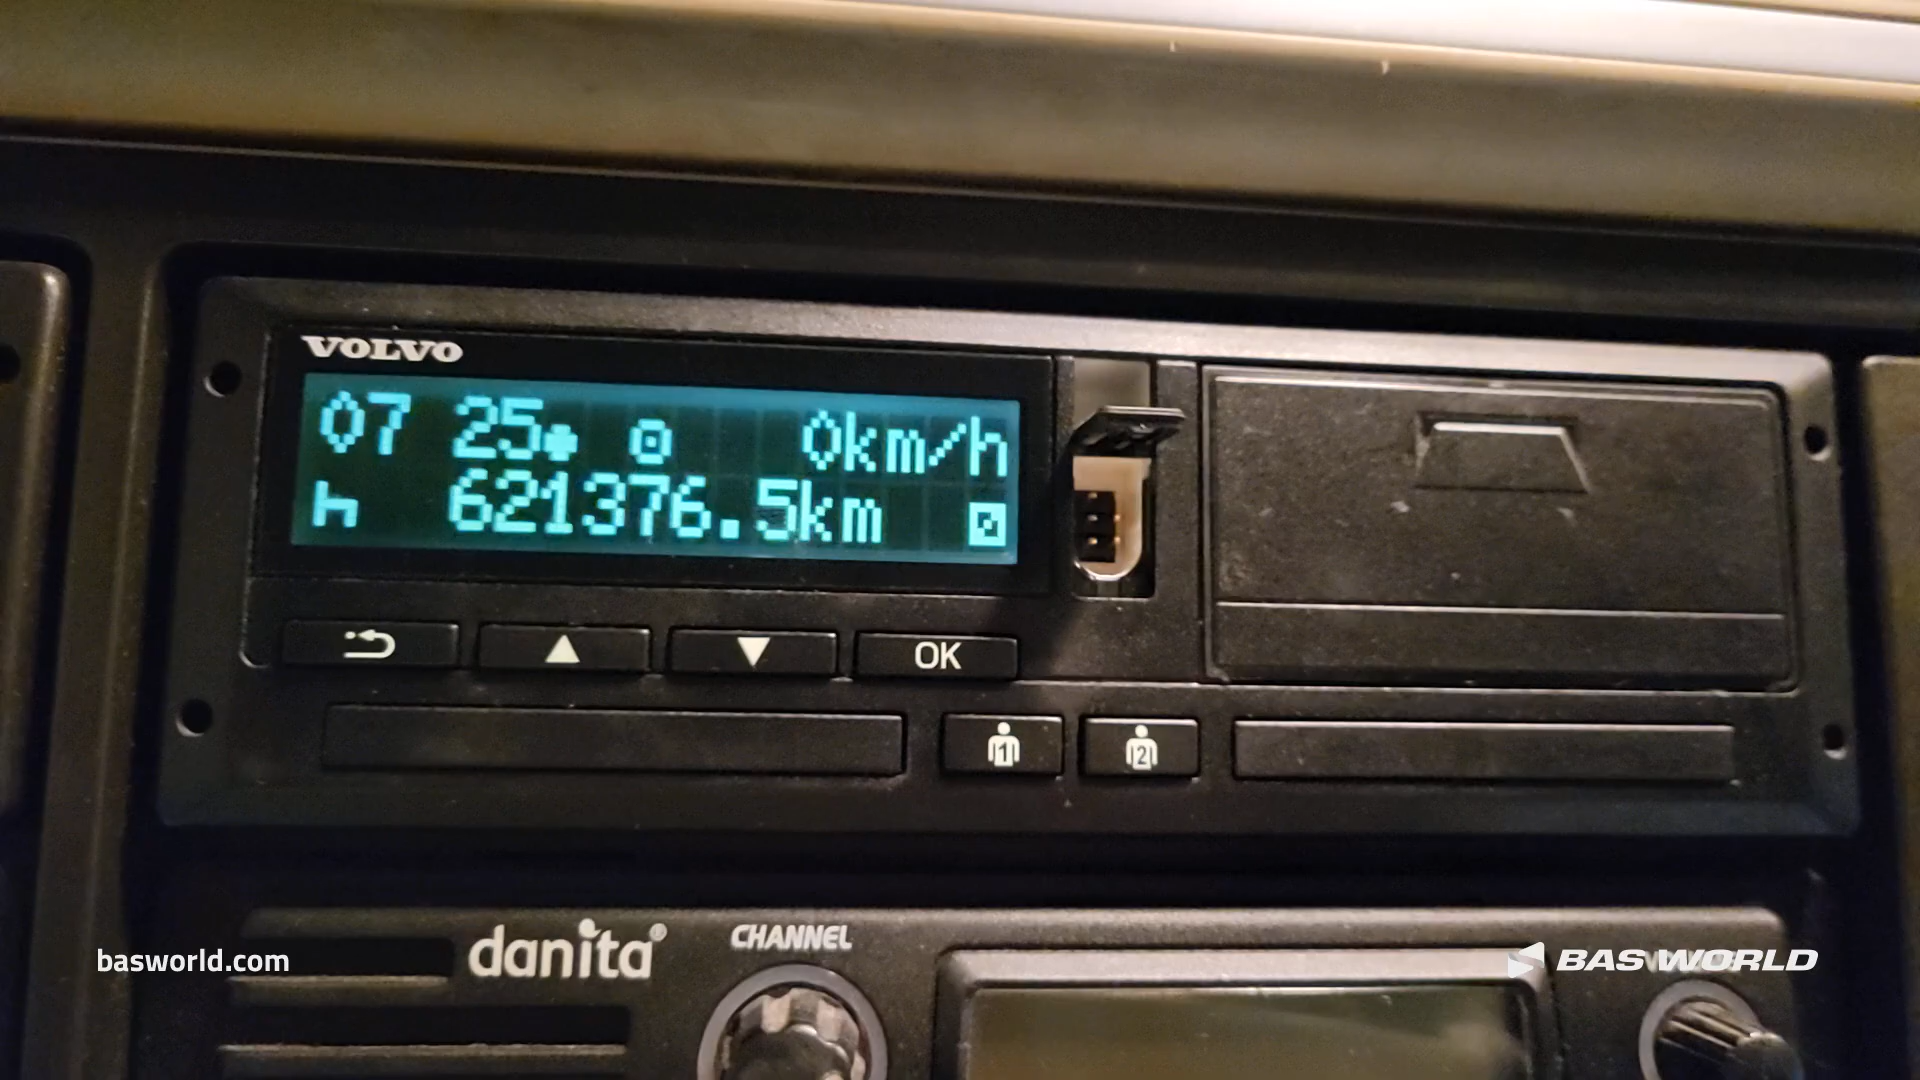 VOLVO
07 25 0km/h
h 621376.5km
OK
1 2
danita®
CHANNEL
basworld.com
BAS WORLD